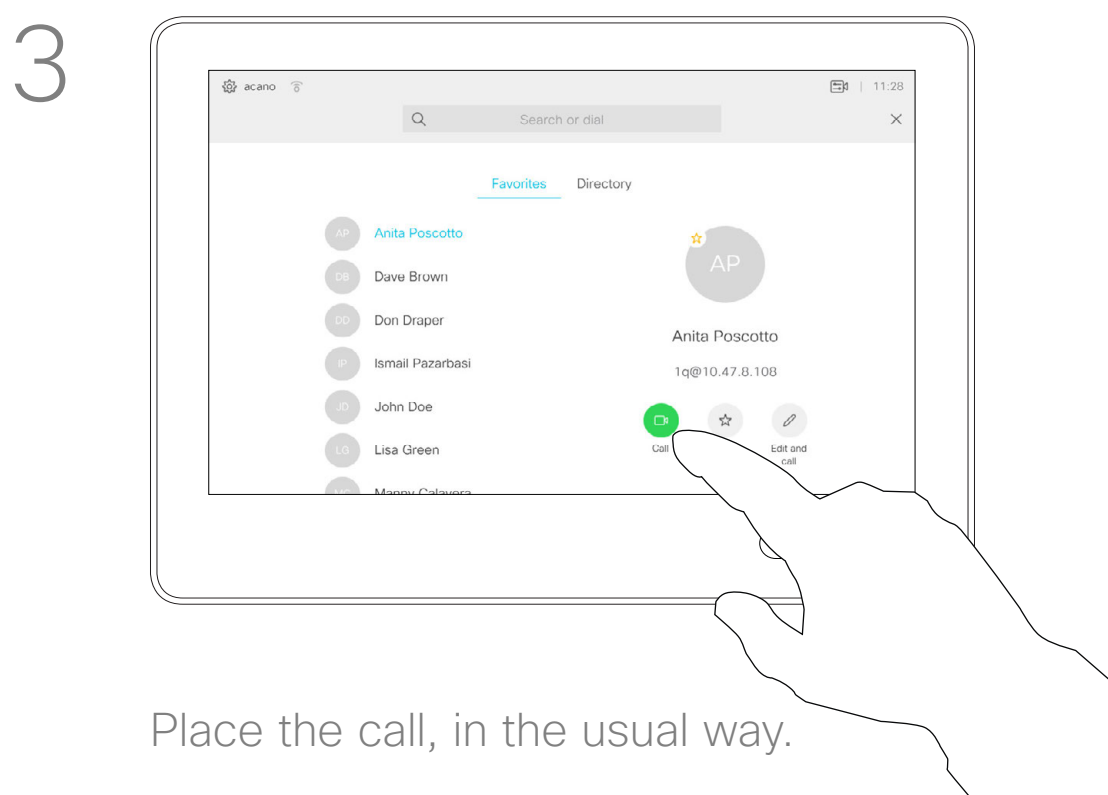 3
acano
11:28
Search or dial
Favorites Directory
AP Anita Poscotto
DB Dave Brown
DD Don Draper
IP Ismail Pazarbasi
JD John Doe
LG Lisa Green
Manny Calavera
AP
Anita Poscotto
1q@10.47.8.108
Call
Edit and
call
Place the call, in the usual way.